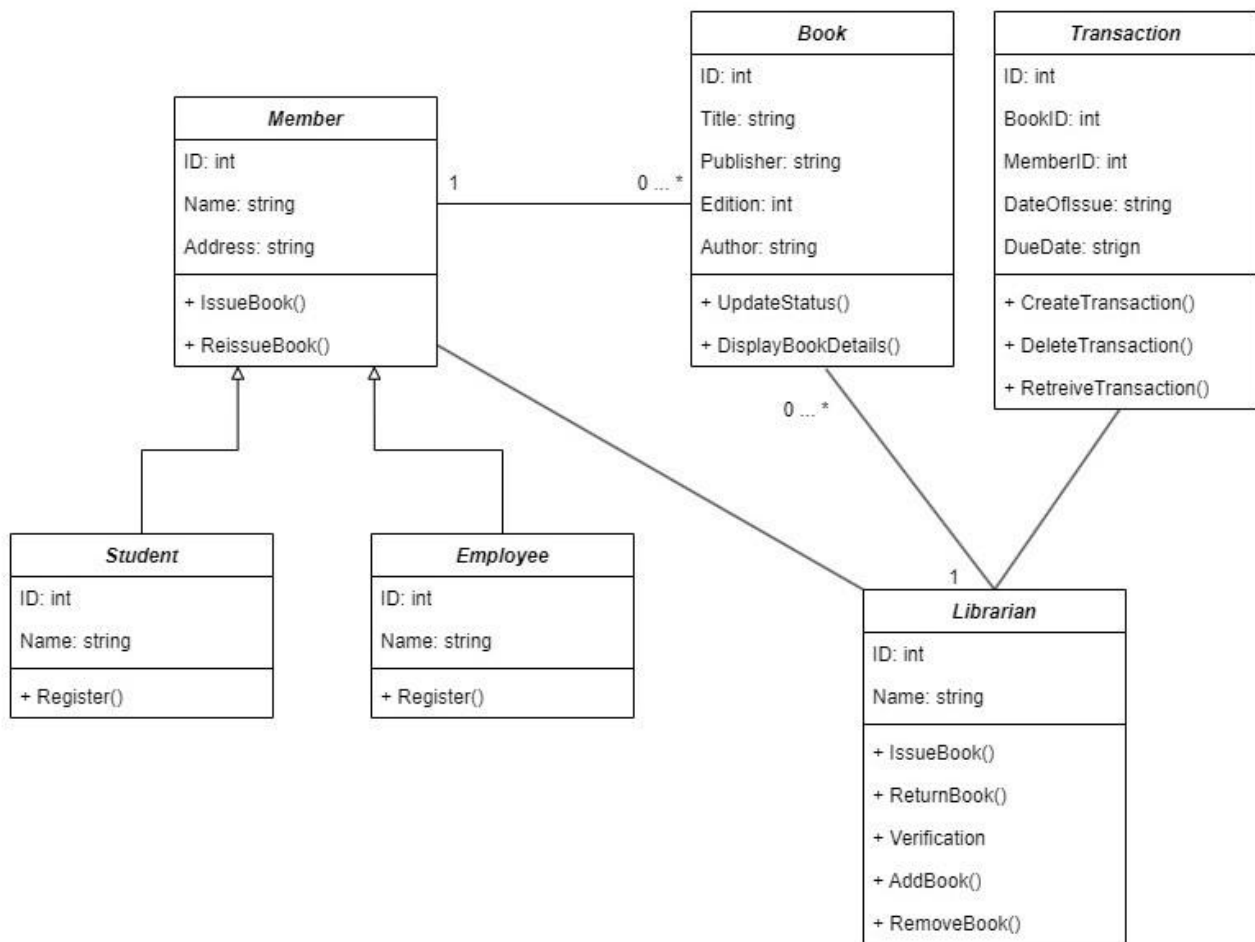 Book
ID: int
Title: string
Publisher: string
Edition: int
Author: string
+ UpdateStatus()
+ DisplayBookDetails()
Transaction
ID: int
BookID: int
MemberID: int
DateOfIssue: string
DueDate: strign
+ CreateTransaction()
+ DeleteTransaction()
+ RetreiveTransaction()
Member
ID: int
Name: string
Address: string
+ IssueBook()
+ ReissueBook()
1
0 ... *
0 ... *
1
Student
ID: int
Name: string
+ Register()
Employee
ID: int
Name: string
+ Register()
Librarian
ID: int
Name: string
+ IssueBook()
+ ReturnBook()
+ Verification
+ AddBook()
+ RemoveBook()